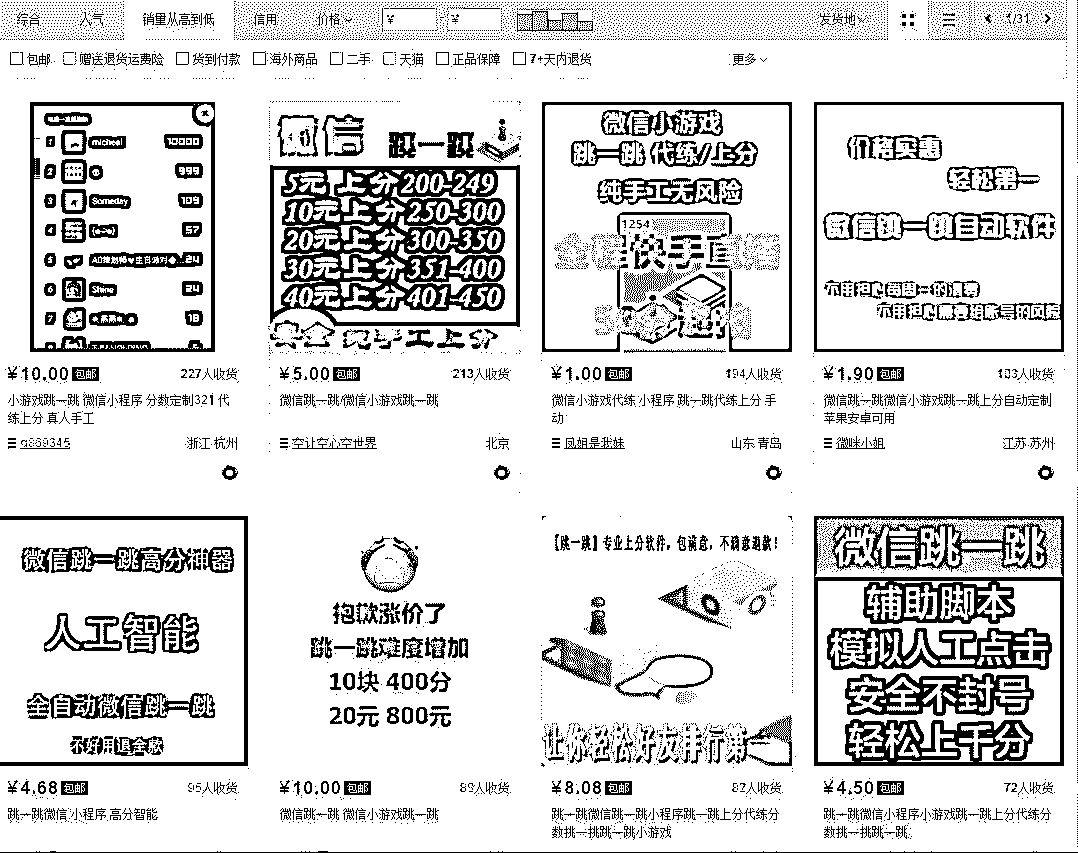 综合 人气 销量从高到低 信用 价格 ¥ - ¥ 发货地 1/31
包邮 赠送退货运费险 货到付款 海外商品 二手 天猫 正品保障 7+天内退货 更多
1 micheal 10000
2 999
3 Someday 109
4 57
5 24
6 Shine 24
7 18
微信 跳一跳
5元 上分200-249
10元上分250-300
20元上分300-350
30元上分351-400
40元上分401-450
安全 纯手工上分
微信小游戏
跳一跳 代练/上分
纯手工无风险
1254
全程快手直播
价格实惠
轻松第一
微信跳一跳自动软件
不用担心每周一的清零
不用担心需要给帐号的风险
¥10.00 包邮 227人收货
小游戏跳一跳 微信小程序 分数定制321 代
练上分 真人手工
g869345 浙江 杭州
¥5.00 包邮 213人收货
微信跳一跳/微信小游戏跳一跳
空让空心空世界 北京
¥1.00 包邮 194人收货
微信小游戏代练 小程序 跳一跳代练上分 手
动
凤姐是我妹 山东 青岛
¥1.90 包邮 103人收货
微信跳一跳微信小游戏跳一跳上分自动定制
苹果安卓可用
微咪小姐 江苏 苏州
微信跳一跳高分神器
人工智能
全自动微信跳一跳
不好用退全款
抱歉涨价了
跳一跳难度增加
10块 400分
20元 800元
【跳一跳】专业上分软件，包满意，不满意退款！
让你轻松好友排行第一
微信跳一跳
辅助脚本
模拟人工点击
安全不封号
轻松上千分
¥4.68 包邮 95人收货
跳一跳微信小程序,高分智能
¥10.00 包邮 88人收货
微信跳一跳 微信小游戏跳一跳
¥8.08 包邮 82人收货
跳一跳微信跳一跳小程序跳一跳上分代练分
数挑一挑跳一跳小游戏
¥4.50 包邮 72人收货
跳一跳微信小程序小游戏跳一跳上分代练分
数挑一挑跳一跳